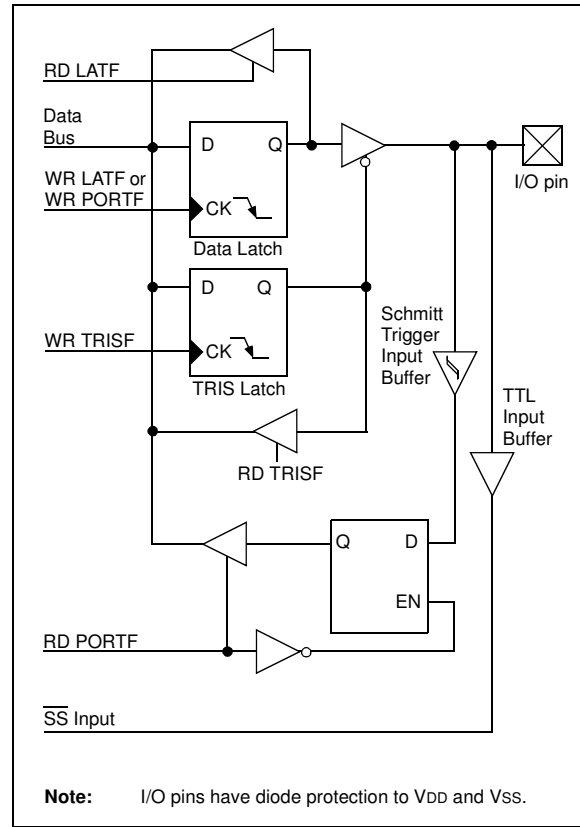 RD LATF
Data
Bus
D
Q
I/O pin
WR LATF or
WR PORTF
CK
Data Latch
D
Q
WR TRISF
CK
TRIS Latch
Schmitt
Trigger
Input
Buffer
TTL
Input
Buffer
RD TRISF
Q
D
EN
RD PORTF
SS Input
Note: I/O pins have diode protection to VDD and VSS.